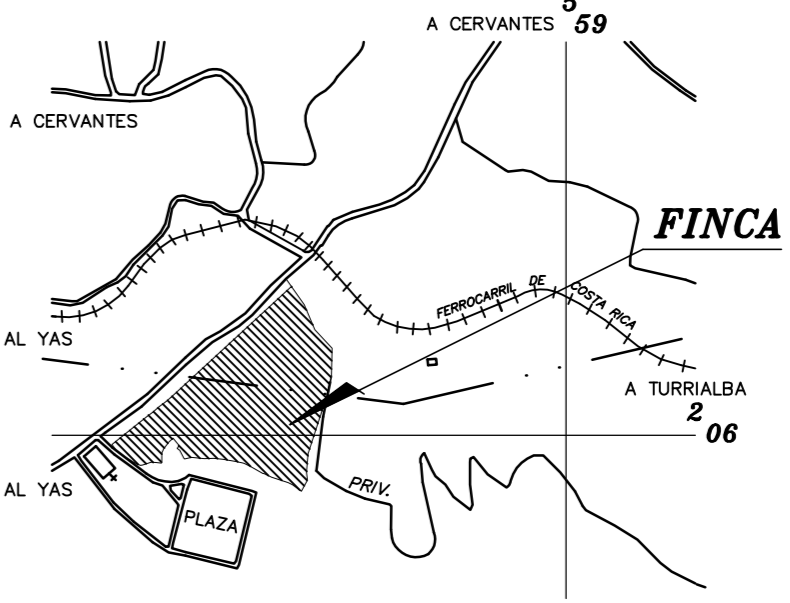 5
59
A CERVANTES
A CERVANTES
FINCA
FERROCARRIL DE COSTA RICA
AL YAS
A TURRIALBA
2
06
AL YAS
PRIV.
PLAZA